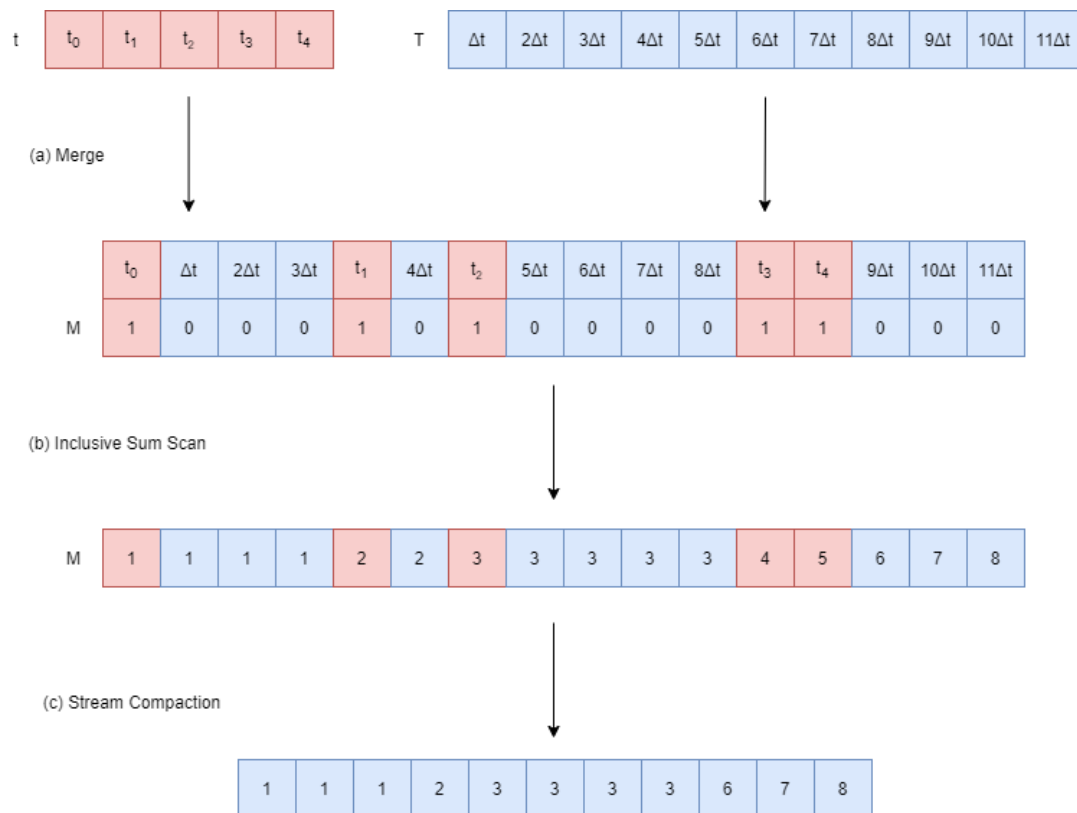 t t₀ t₁ t₂ t₃ t₄ T Δt 2Δt 3Δt 4Δt 5Δt 6Δt 7Δt 8Δt 9Δt 10Δt 11Δt
(a) Merge
t₀ Δt 2Δt 3Δt t₁ 4Δt t₂ 5Δt 6Δt 7Δt 8Δt t₃ t₄ 9Δt 10Δt 11Δt
M 1 0 0 0 1 0 1 0 0 0 0 1 1 0 0 0
(b) Inclusive Sum Scan
M 1 1 1 1 2 2 3 3 3 3 3 4 5 6 7 8
(c) Stream Compaction
1 1 1 2 3 3 3 3 6 7 8